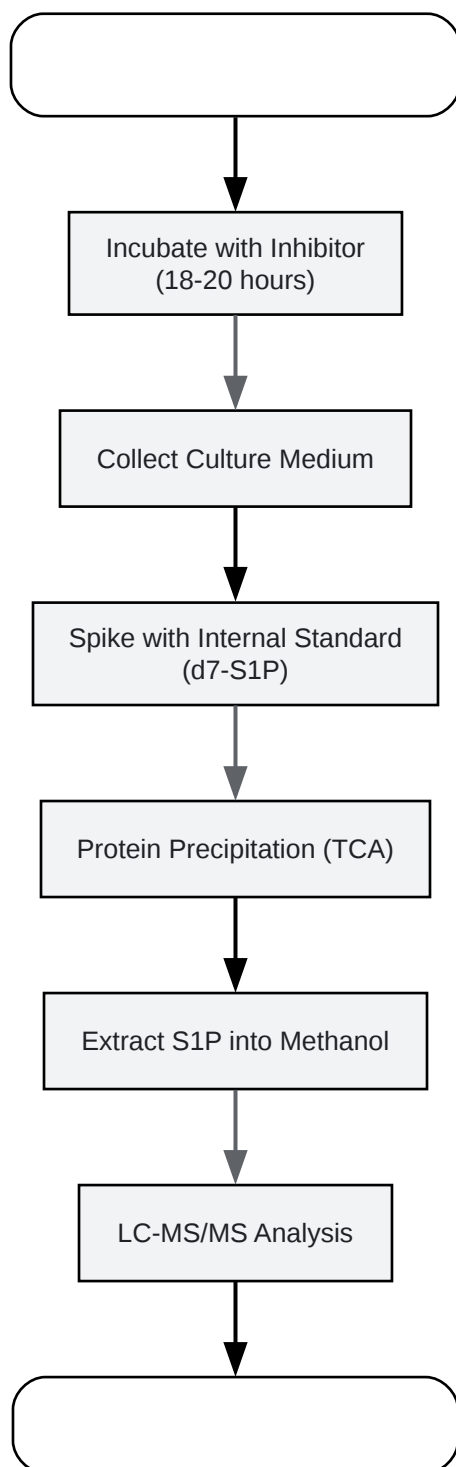 Incubate with Inhibitor
(18-20 hours)
Collect Culture Medium
Spike with Internal Standard
(d7-S1P)
Protein Precipitation (TCA)
Extract S1P into Methanol
LC-MS/MS Analysis